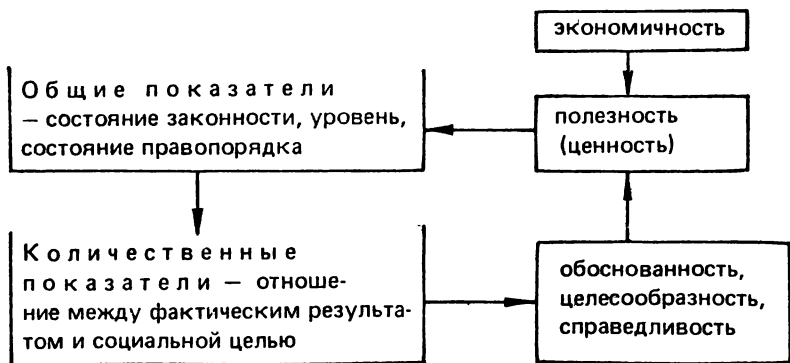 экономичность
Общие показатели
— состояние законности, уровень,
состояние правопорядка
полезность
(ценность)
Количественные
показатели — отноше-
ние между фактическим результа-
том и социальной целью
обоснованность,
целесообразность,
справедливость